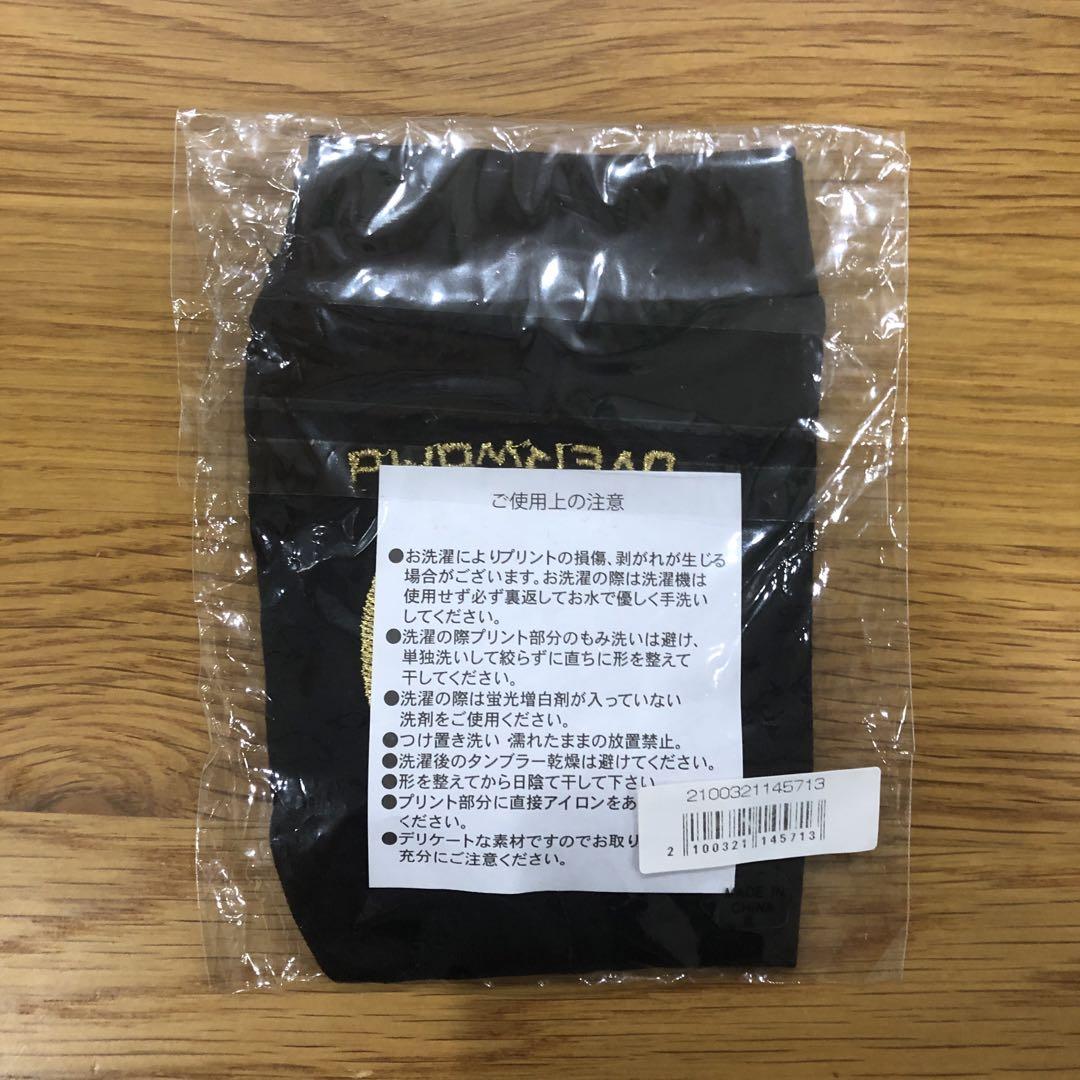 ご使用上の注意
●お洗濯によりプリントの損傷、剥がれが生じる
場合がございます。お洗濯の際は洗濯機は
使用せず必ず裏返してお水で優しく手洗い
してください。
●洗濯の際プリント部分のもみ洗いは避け、
単独洗いして絞らずに直ちに形を整えて
干してください。
●洗濯の際は蛍光増白剤が入っていない
洗剤をご使用ください。
●つけ置き洗い・濡れたままの放置禁止。
●洗濯後のタンブラー乾燥は避けてください。
●形を整えてから日陰て干して下さい
●プリント部分に直接アイロンをあ
ください。
●デリケートな素材ですのでお取り
充分にご注意ください。
2100321145713
2 100321 145713
MADE IN
CHINA